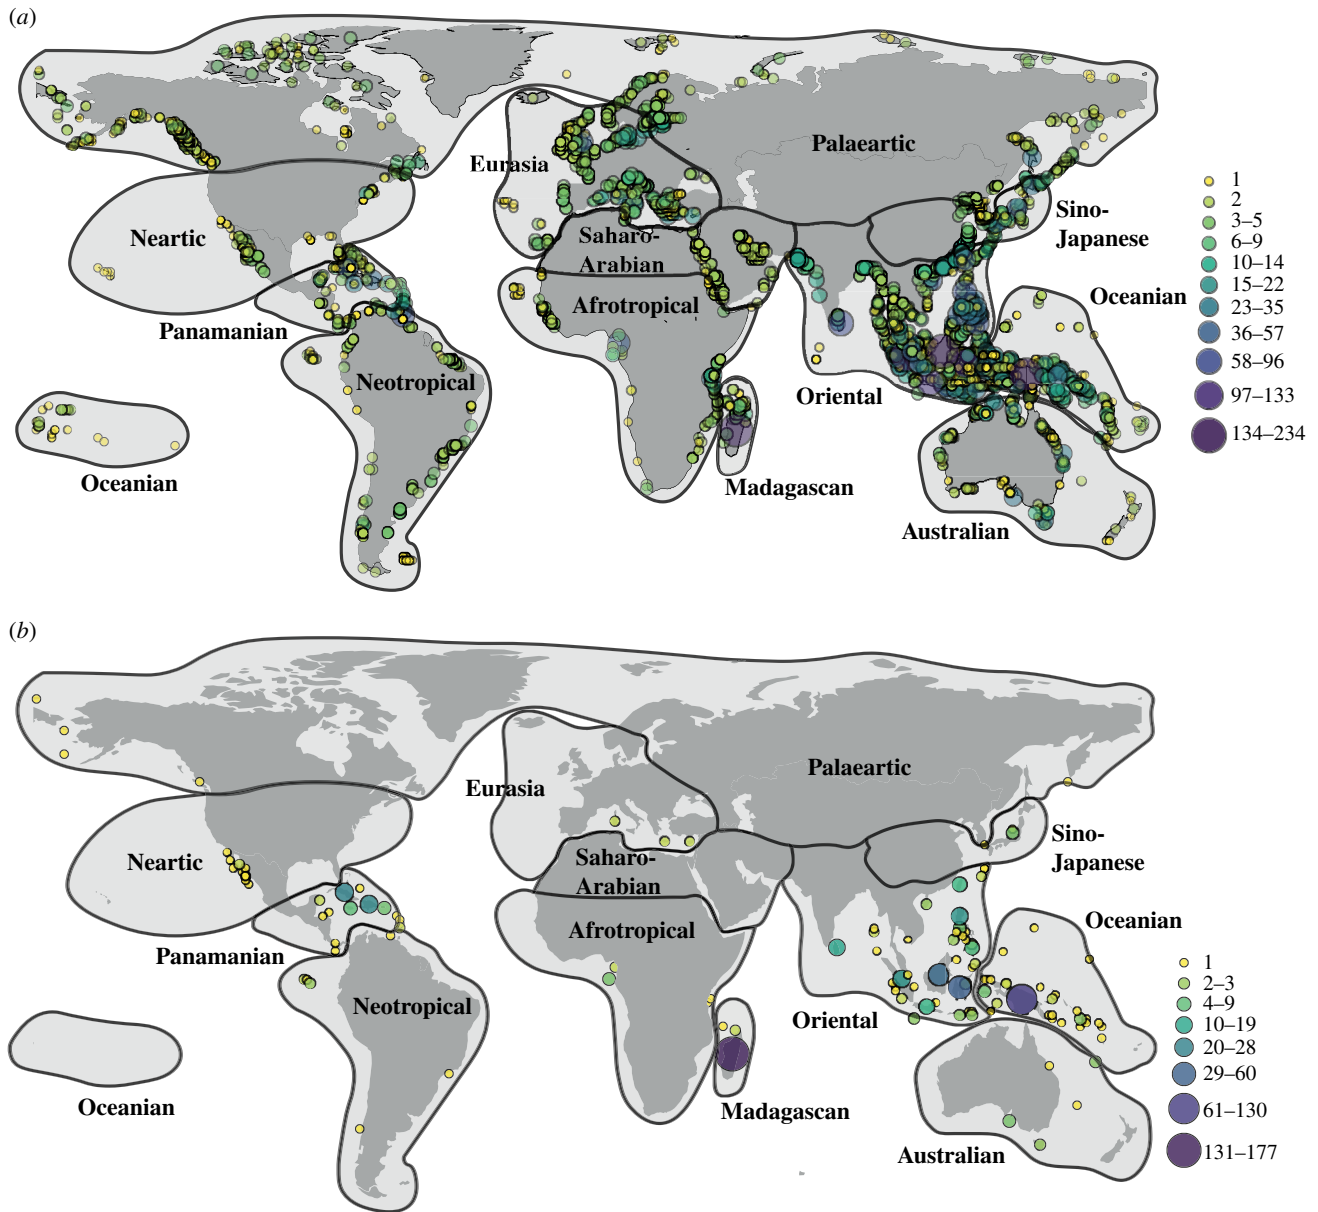 (a)
Palaeartic
Eurasia
Sino-
Japanese
Neartic
Saharo-
Arabian
Afrotropical
Oceanian
Panamanian
Neotropical
Oriental
Oceanian
Madagascan
Australian
1
2
3–5
6–9
10–14
15–22
23–35
36–57
58–96
97–133
134–234
(b)
Palaeartic
Eurasia
Sino-
Japanese
Neartic
Saharo-
Arabian
Afrotropical
Oceanian
Panamanian
Neotropical
Oriental
Oceanian
Madagascan
Australian
1
2–3
4–9
10–19
20–28
29–60
61–130
131–177